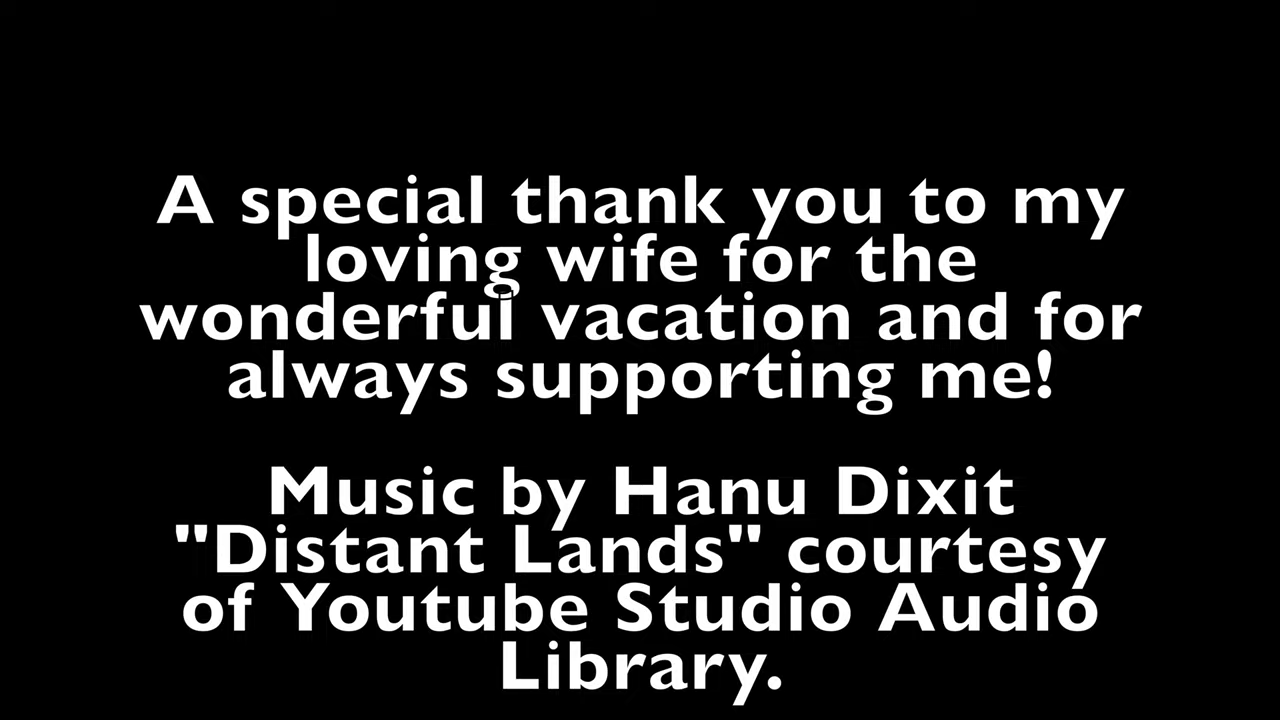 A special thank you to my
loving wife for the
wonderful vacation and for
always supporting me!
Music by Hanu Dixit
"Distant Lands" courtesy
of Youtube Studio Audio
Library.